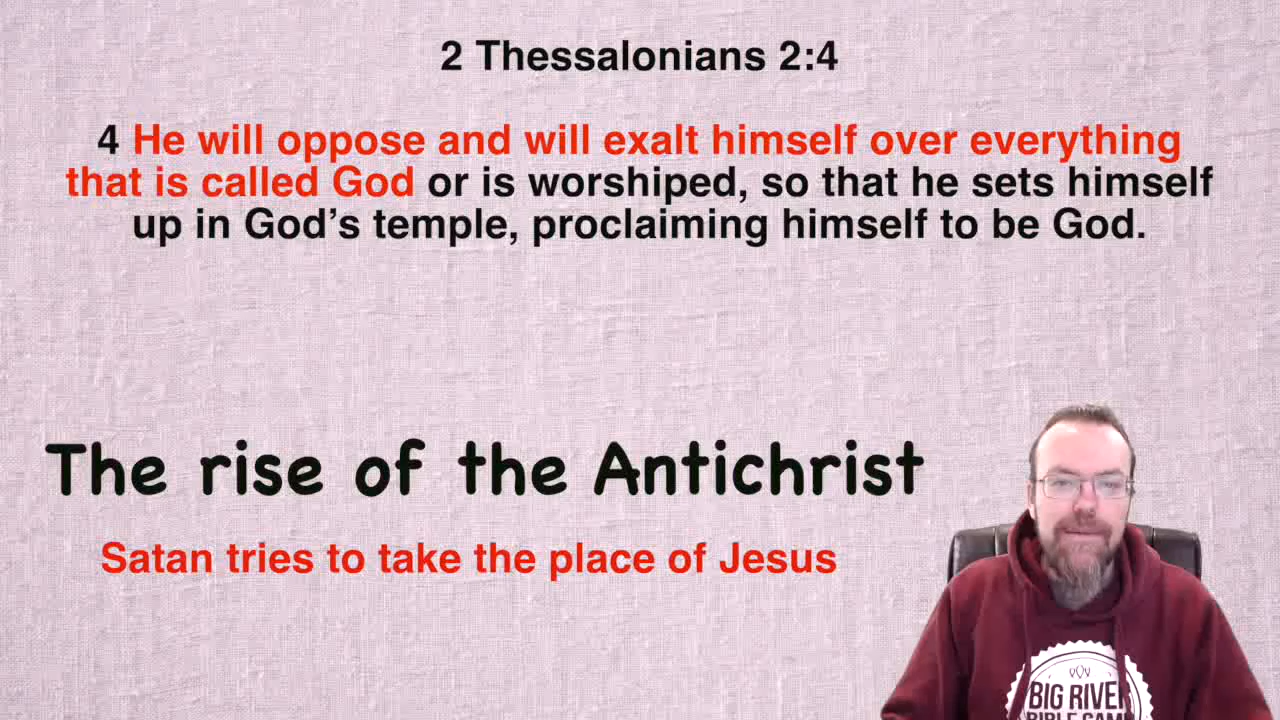 2 Thessalonians 2:4
4 He will oppose and will exalt himself over everything
that is called God or is worshiped, so that he sets himself
up in God’s temple, proclaiming himself to be God.
The rise of the Antichrist
Satan tries to take the place of Jesus
BIG RIVER
BIBLE CAMP